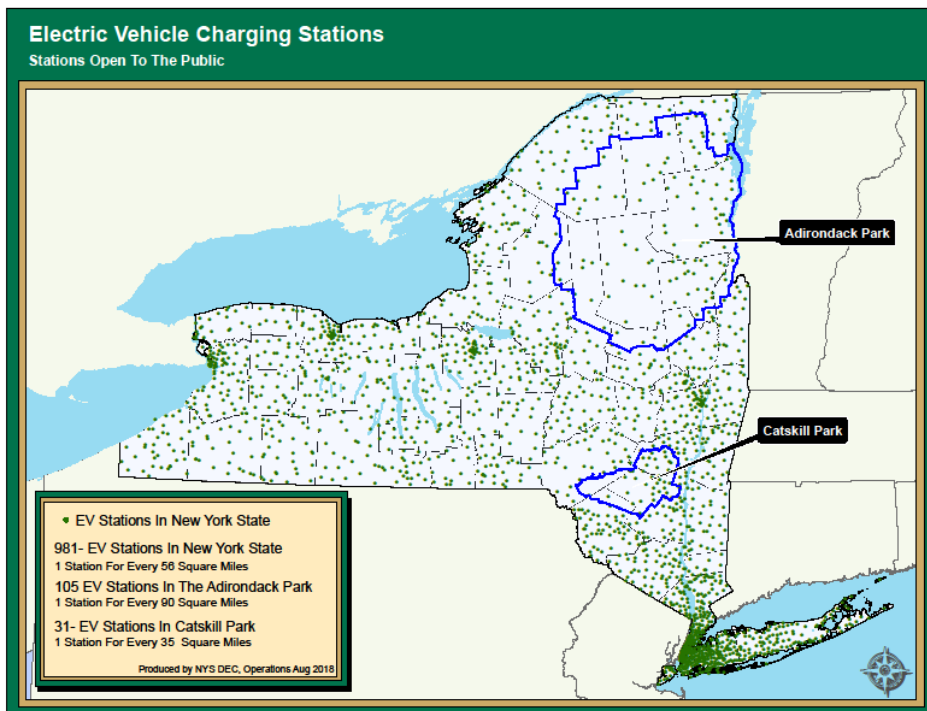 Electric Vehicle Charging Stations
Stations Open To The Public
Adirondack Park
Catskill Park
EV Stations In New York State
981- EV Stations In New York State
1 Station For Every 56 Square Miles
105 EV Stations In The Adirondack Park
1 Station For Every 90 Square Miles
31- EV Stations In Catskill Park
1 Station For Every 35 Square Miles
Produced by NYS DEC, Operations Aug 2018